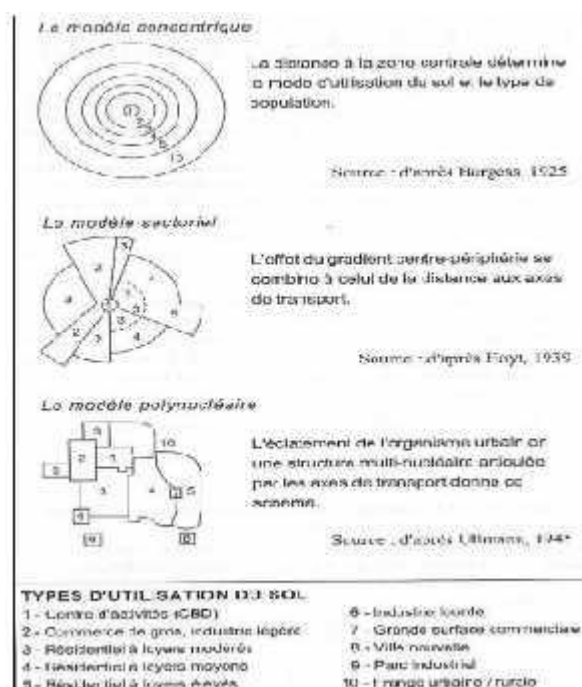 Le modèle concentrique
La distance à la zone centrale détermine
le mode d'utilisation du sol et le type de
population.
Source : d'après Burgess, 1925
Le modèle sectoriel
L'effet du gradient centre-périphérie se
combine à celui de la distance aux axes
de transport.
Source : d'après Hoyt, 1939
Le modèle polynucléaire
L'éclatement de l'organisme urbain en
une structure multi-nucléaire articulée
par les axes de transport donne ce
schéma.
Source : d'après Ullmann,
TYPES D'UTILISATION DU SOL
1 - Centre d'activités (CBD)
2 - Commerce de gros, industrie légère
3 - Résidentiel à loyers modérés
4 - Résidentiel à loyers moyens
5 - Résidentiel à loyers élevés
6 - Industrie lourde
7 - Grande surface commerciale
8 - Ville nouvelle
9 - Parc industriel
10 - Frange urbaine / rurale